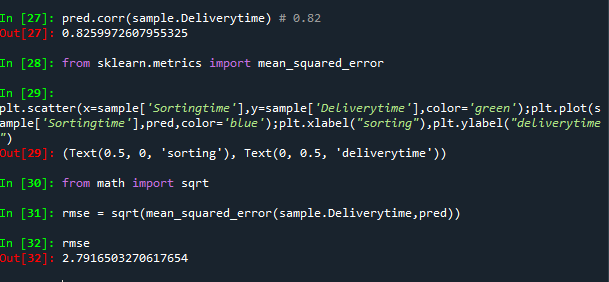 In [27]: pred.corr(sample.Deliverytime) # 0.82
Out[27]: 0.8259972607955325
In [28]: from sklearn.metrics import mean_squared_error
In [29]:
plt.scatter(x=sample['Sortingtime'],y=sample['Deliverytime'],color='green');plt.plot(s
ample['Sortingtime'],pred,color='blue');plt.xlabel("sorting"),plt.ylabel("deliverytime
")
Out[29]: (Text(0.5, 0, 'sorting'), Text(0, 0.5, 'deliverytime'))
In [30]: from math import sqrt
In [31]: rmse = sqrt(mean_squared_error(sample.Deliverytime,pred))
In [32]: rmse
Out[32]: 2.7916503270617654